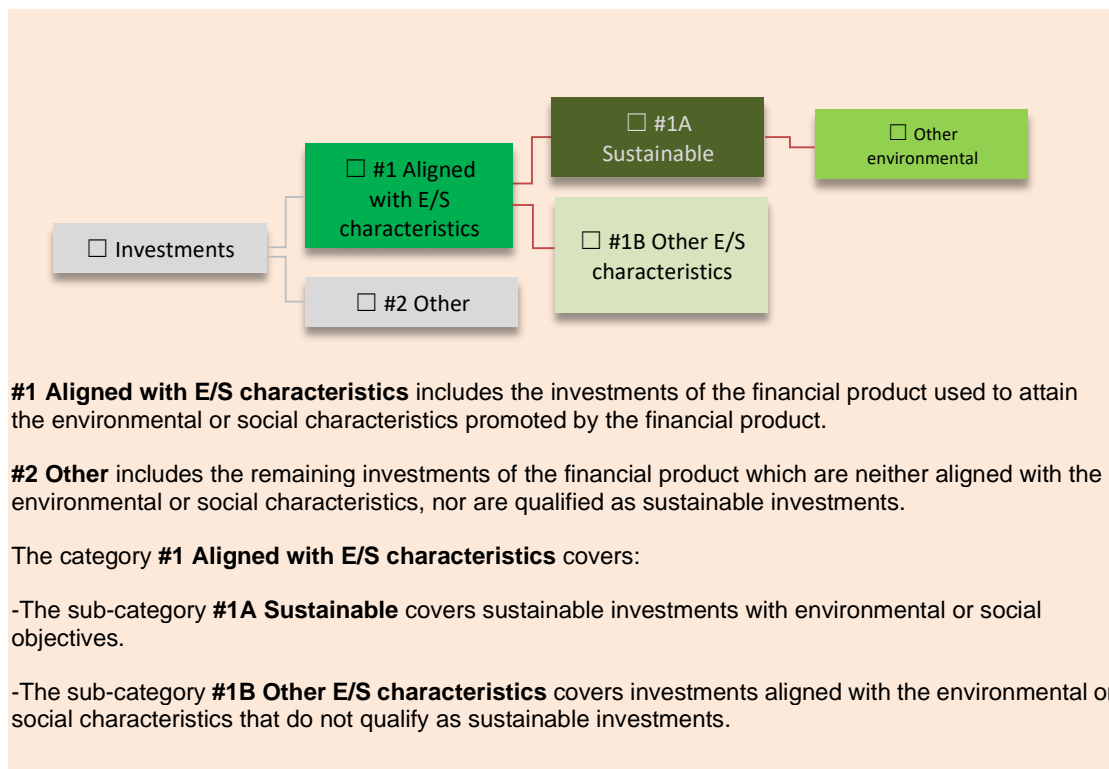 ☐ #1A
Sustainable
☐ Other
environmental
☐ #1 Aligned
with E/S
characteristics
☐ Investments
☐ #1B Other E/S
characteristics
☐ #2 Other
#1 Aligned with E/S characteristics includes the investments of the financial product used to attain
the environmental or social characteristics promoted by the financial product.
#2 Other includes the remaining investments of the financial product which are neither aligned with the
environmental or social characteristics, nor are qualified as sustainable investments.
The category #1 Aligned with E/S characteristics covers:
-The sub-category #1A Sustainable covers sustainable investments with environmental or social
objectives.
-The sub-category #1B Other E/S characteristics covers investments aligned with the environmental or
social characteristics that do not qualify as sustainable investments.